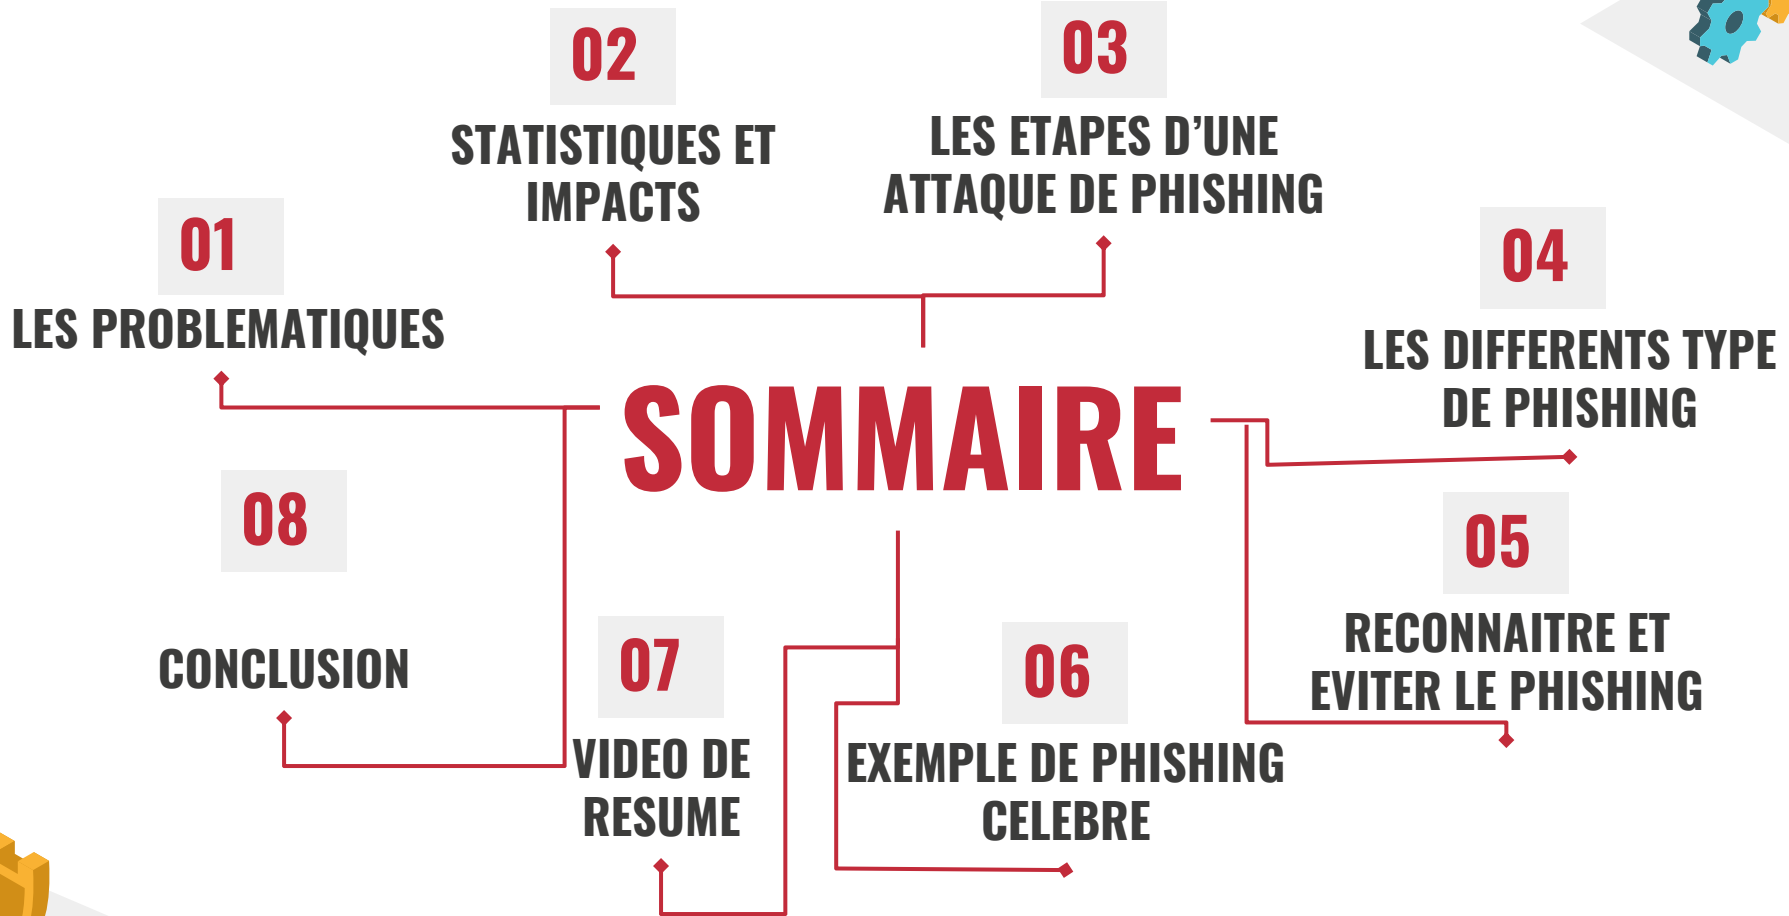 01
LES PROBLEMATIQUES
02
STATISTIQUES ET
IMPACTS
03
LES ETAPES D’UNE
ATTAQUE DE PHISHING
04
LES DIFFERENTS TYPE
DE PHISHING
SOMMAIRE
05
RECONNAITRE ET
EVITER LE PHISHING
06
EXEMPLE DE PHISHING
CELEBRE
07
VIDEO DE
RESUME
08
CONCLUSION